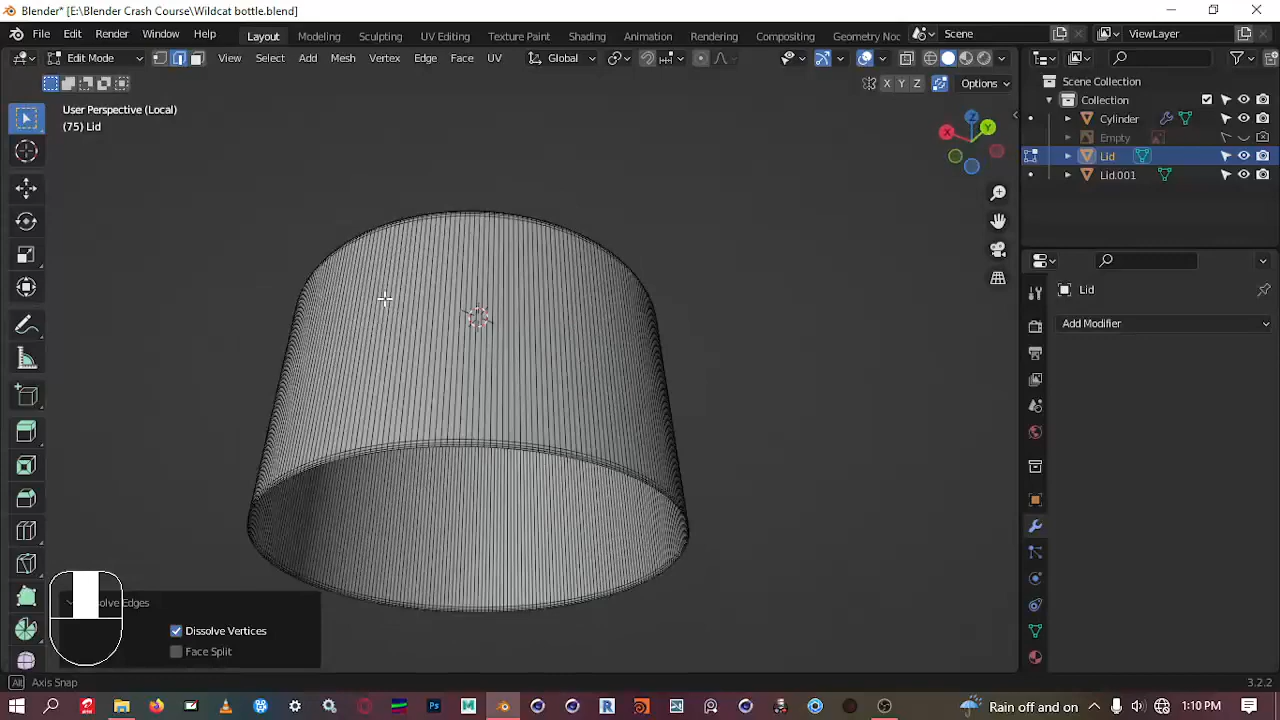 Blender* [E:\Blender Crash Course\Wildcat bottle.blend]
File Edit Render Window Help Layout Modeling Sculpting UV Editing Texture Paint Shading Animation Rendering Compositing Geometry Noc Scene ViewLayer
Edit Mode View Select Add Mesh Vertex Edge Face UV Global
X Y Z Options
User Perspective (Local)
(75) Lid
Scene Collection
Collection
Cylinder
Empty
Lid
Lid.001
X
Y
Z
Lid
Add Modifier
ssolve Edges
Dissolve Vertices
Face Split
Alt Axis Snap 3.2.2
Rain off and on 1:10 PM